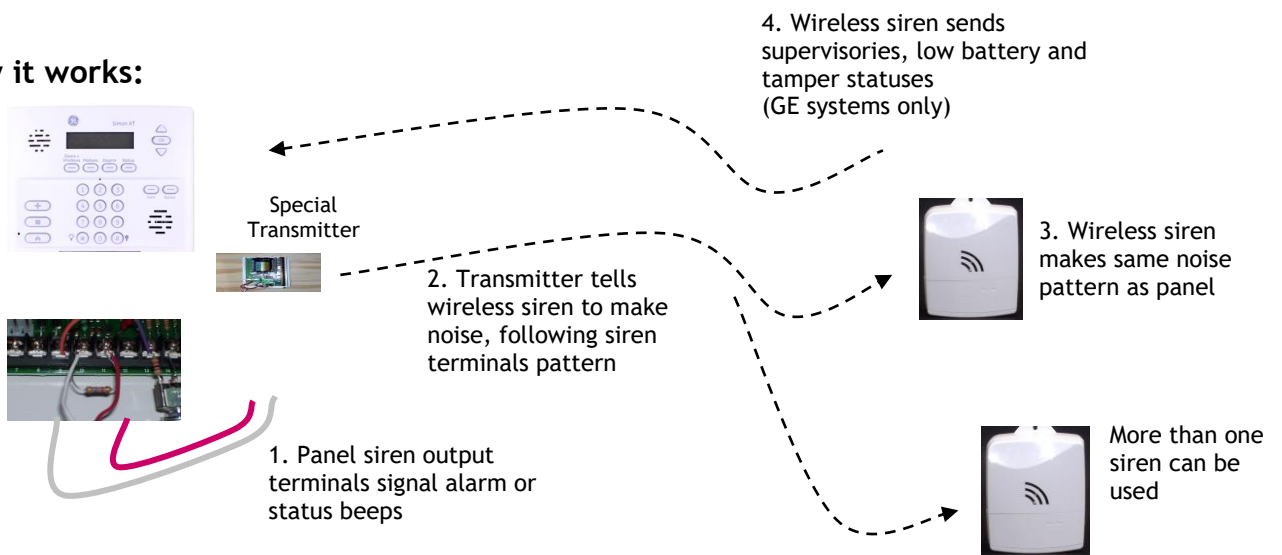 y it works:
4. Wireless siren sends
supervisories, low battery and
tamper statuses
(GE systems only)
Simon XT
Special
Transmitter
2. Transmitter tells
wireless siren to make
noise, following siren
terminals pattern
3. Wireless siren
makes same noise
pattern as panel
1. Panel siren output
terminals signal alarm or
status beeps
More than one
siren can be
used